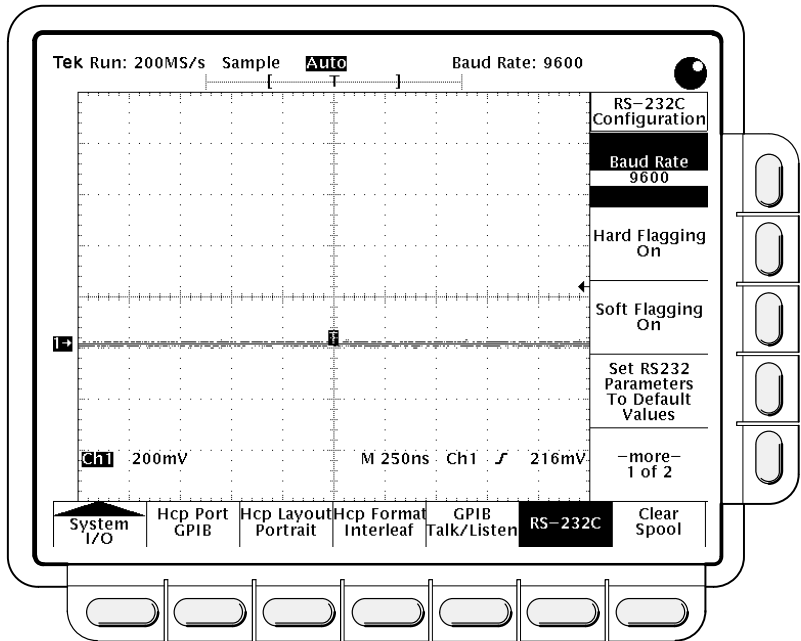 Tek Run: 200MS/s Sample Auto Baud Rate: 9600
[ T ]
RS-232C
Configuration
Baud Rate
9600
Hard Flagging
On
Soft Flagging
On
Set RS232
Parameters
To Default
Values
-more-
1 of 2
T
1→
Ch1 200mV M 250ns Ch1 216mV
System
I/O
Hcp Port
GPIB
Hcp Layout
Portrait
Hcp Format
Interleaf
GPIB
Talk/Listen
RS-232C
Clear
Spool